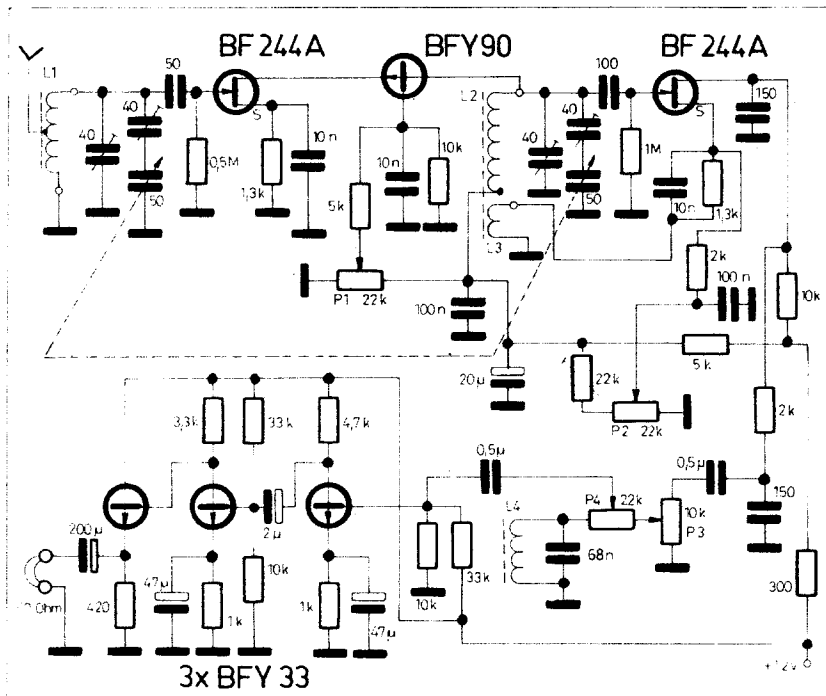 BF 244A BFY90 BF 244A
L1 50 L2 100 150
40 40 S 10n 40 40 S
50 0,5M 1,3k 5k 10n 10k 50 1M 10n 1,3k
L3
P1 22k 2k 100n 10k
100n
5k
20µ 22k P2 22k 2k
3,3k 33k 4,7k
0,5µ P4 22k 0,5µ
L4 10k P3 150
200µ 2µ
68n
47µ 10k 10k 33k 300
Ohm 420 1k 1k 47µ
+12V
3x BFY 33